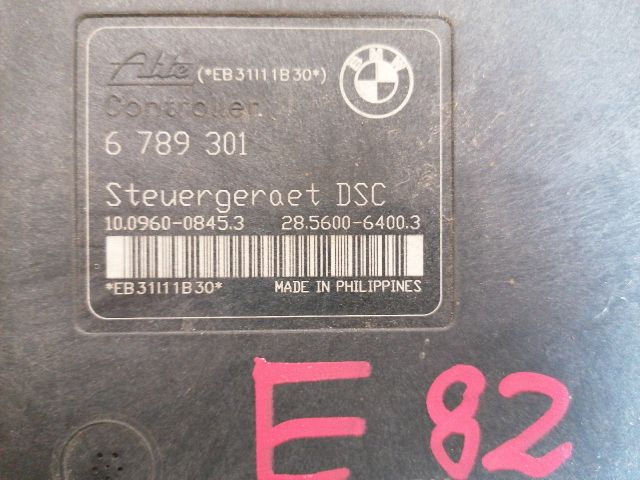 Ate (*EB31I11B30*)
BMW
Controller
6 789 301
Steuergeraet DSC
10.0960-0845.3 28.5600-6400.3
*EB31I11B30* MADE IN PHILIPPINES
E 82